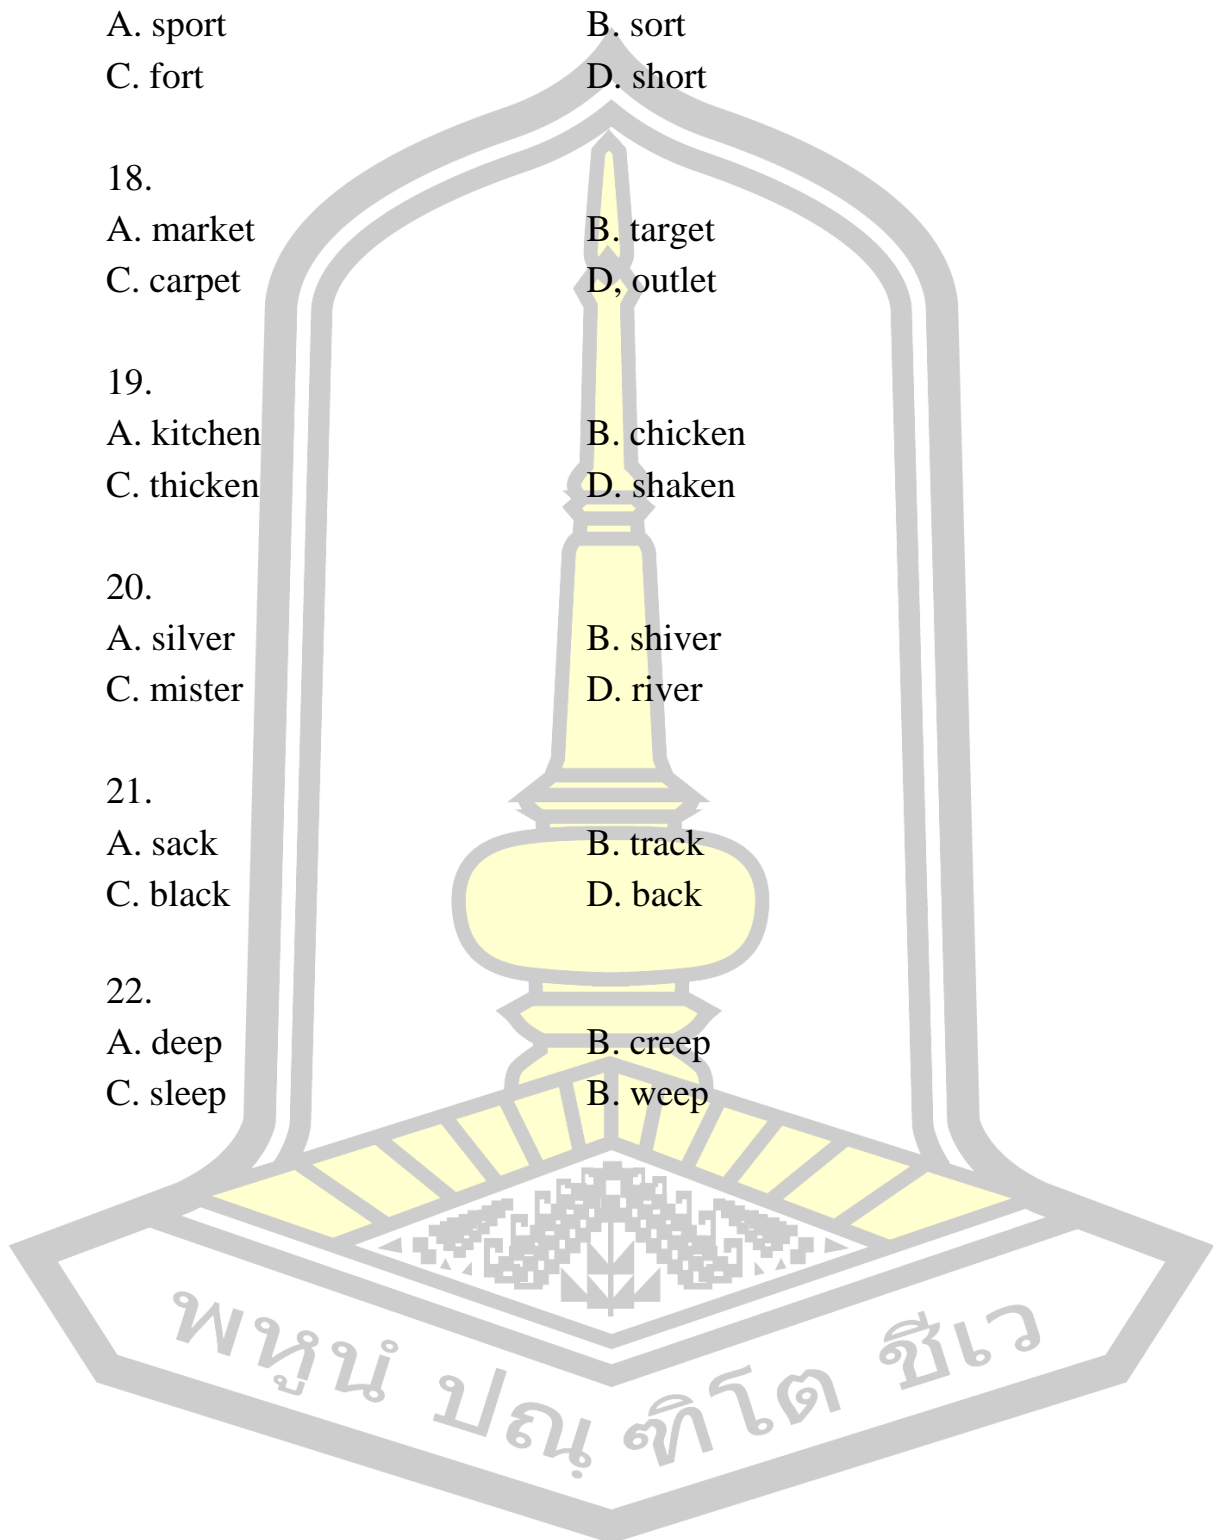 A. sport B. sort
C. fort D. short
18.
A. market B. target
C. carpet D, outlet
19.
A. kitchen B. chicken
C. thicken D. shaken
20.
A. silver B. shiver
C. mister D. river
21.
A. sack B. track
C. black D. back
22.
A. deep B. creep
C. sleep B. weep
พหูนํ ปณฺฑิโต ชีเว